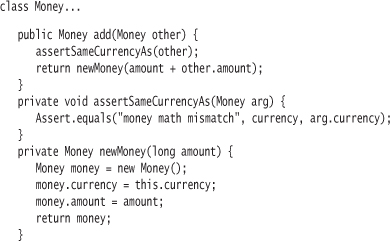 class Money...
public Money add(Money other) {
assertSameCurrencyAs(other);
return newMoney(amount + other.amount);
}
private void assertSameCurrencyAs(Money arg) {
Assert.equals("money math mismatch", currency, arg.currency);
}
private Money newMoney(long amount) {
Money money = new Money();
money.currency = this.currency;
money.amount = amount;
return money;
}